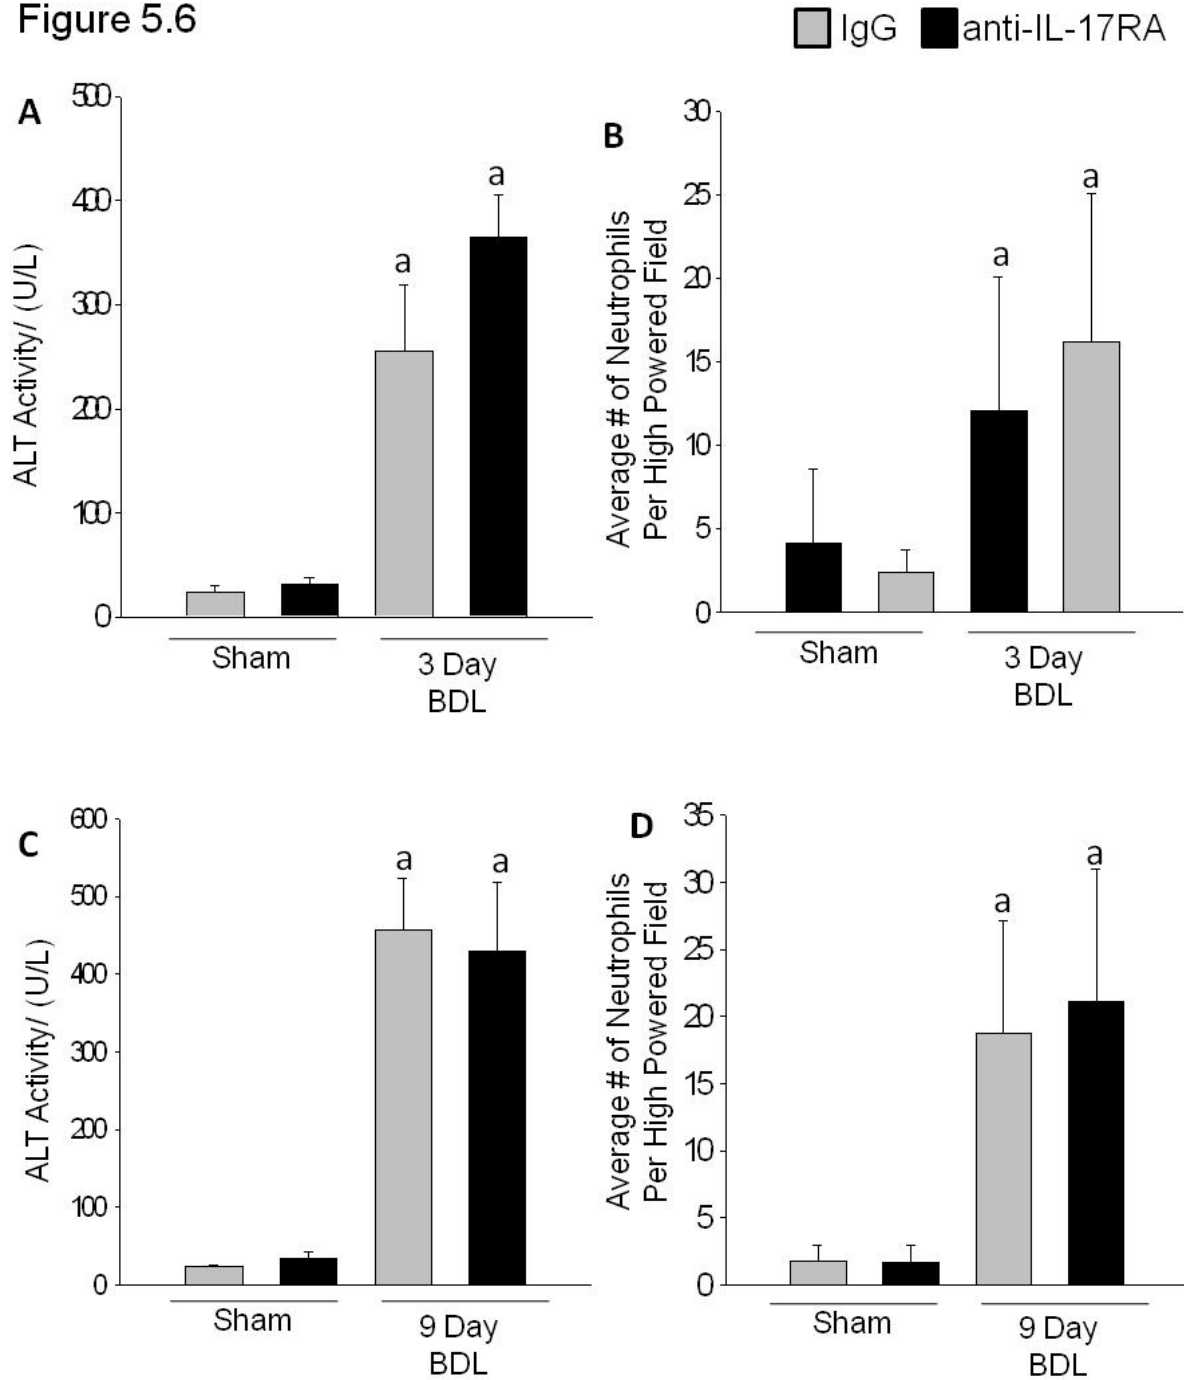 Figure 5.6
IgG anti-IL-17RA
A
500
400
300
200
100
0
ALT Activity/ (U/L)
a
a
Sham
3 Day
BDL
B
30
25
20
15
10
5
0
Average # of Neutrophils
Per High Powered Field
a
a
Sham
3 Day
BDL
C
600
500
400
300
200
100
0
ALT Activity/ (U/L)
a
a
Sham
9 Day
BDL
D
35
30
25
20
15
10
5
0
Average # of Neutrophils
Per High Powered Field
a
a
Sham
9 Day
BDL